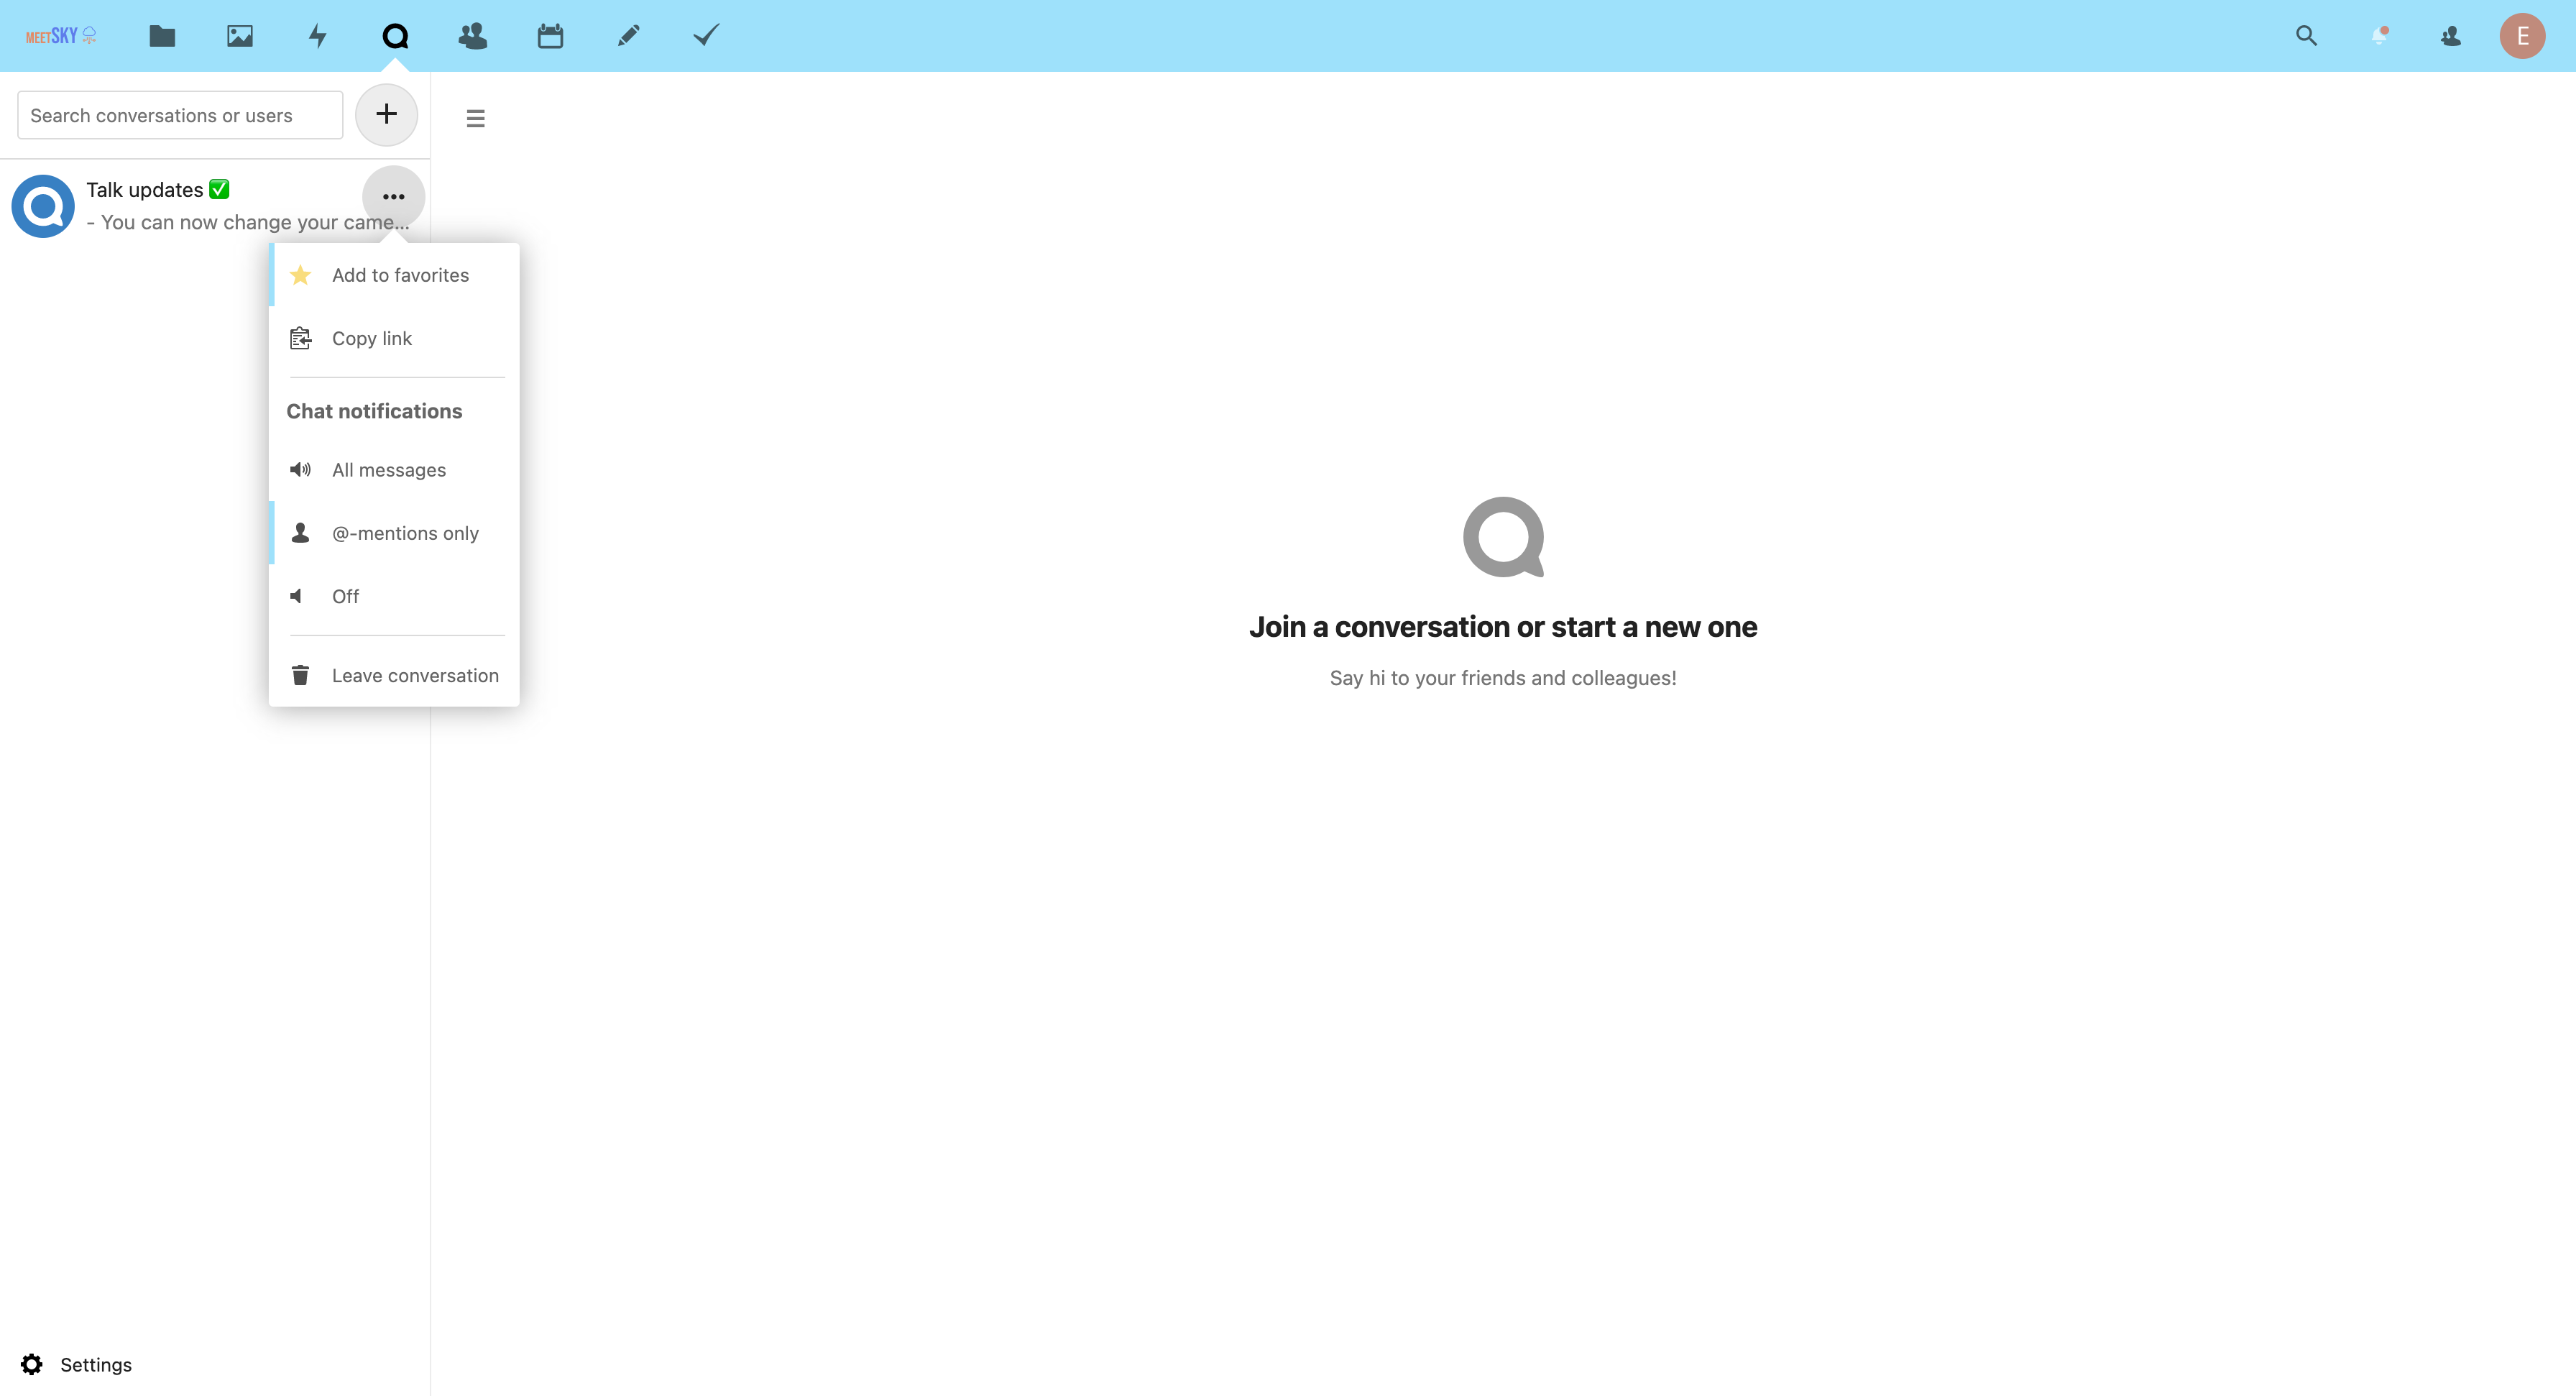 MEETSKY
E
Search conversations or users
Talk updates ✅
- You can now change your came...
Add to favorites
Copy link
Chat notifications
All messages
@-mentions only
Off
Leave conversation
Join a conversation or start a new one
Say hi to your friends and colleagues!
Settings